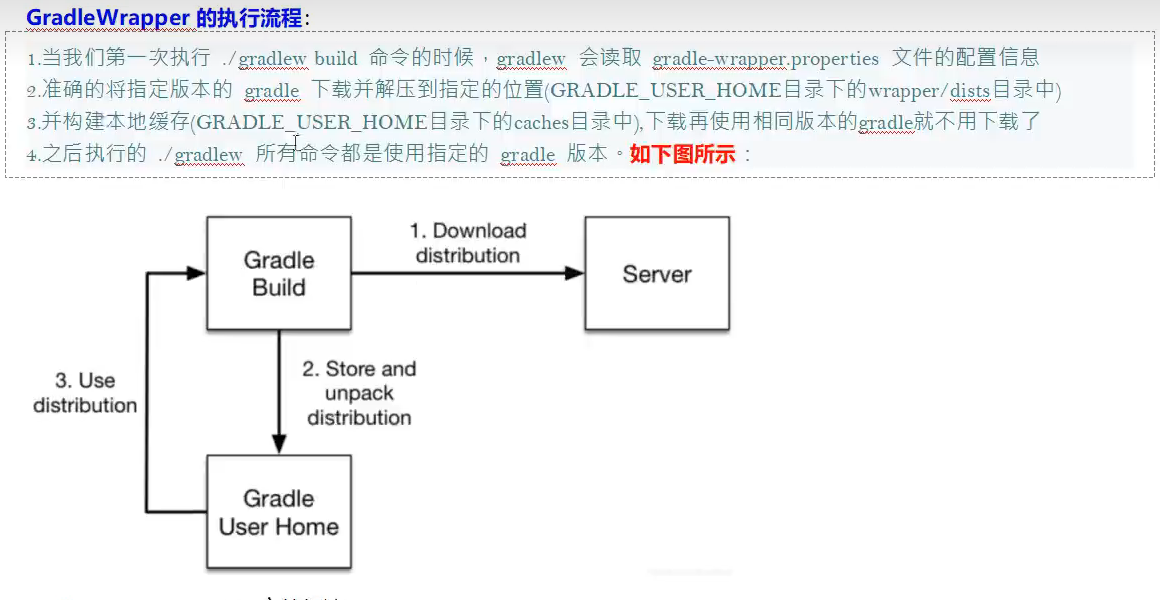 GradleWrapper 的执行流程：
1.当我们第一次执行 ./gradlew build 命令的时候，gradlew 会读取 gradle-wrapper.properties 文件的配置信息
2.准确的将指定版本的 gradle 下载并解压到指定的位置(GRADLE_USER_HOME目录下的wrapper/dists目录中)
3.并构建本地缓存(GRADLE_USER_HOME目录下的caches目录中),下载再使用相同版本的gradle就不用下载了
4.之后执行的 ./gradlew 所有命令都是使用指定的 gradle 版本。如下图所示：
1. Download
distribution
Gradle
Build
Server
2. Store and
unpack
distribution
3. Use
distribution
Gradle
User Home